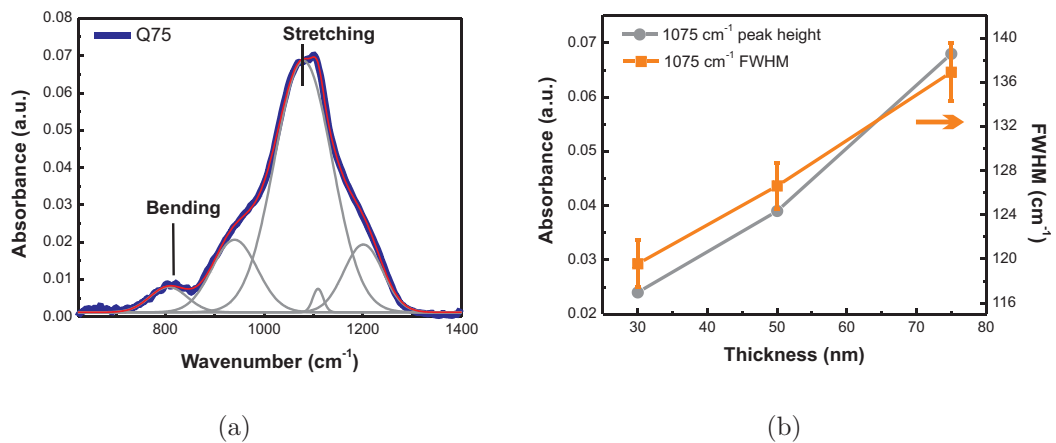 Q75
Stretching
Bending
0.08
0.07
0.06
0.05
0.04
0.03
0.02
0.01
0.00
Absorbance (a.u.)
800 1000 1200 1400
Wavenumber (cm-1)
(a)
1075 cm-1 peak height
1075 cm-1 FWHM
0.07
0.06
0.05
0.04
0.03
0.02
Absorbance (a.u.)
140
136
132
128
124
120
116
FWHM (cm-1)
30 40 50 60 70 80
Thickness (nm)
(b)